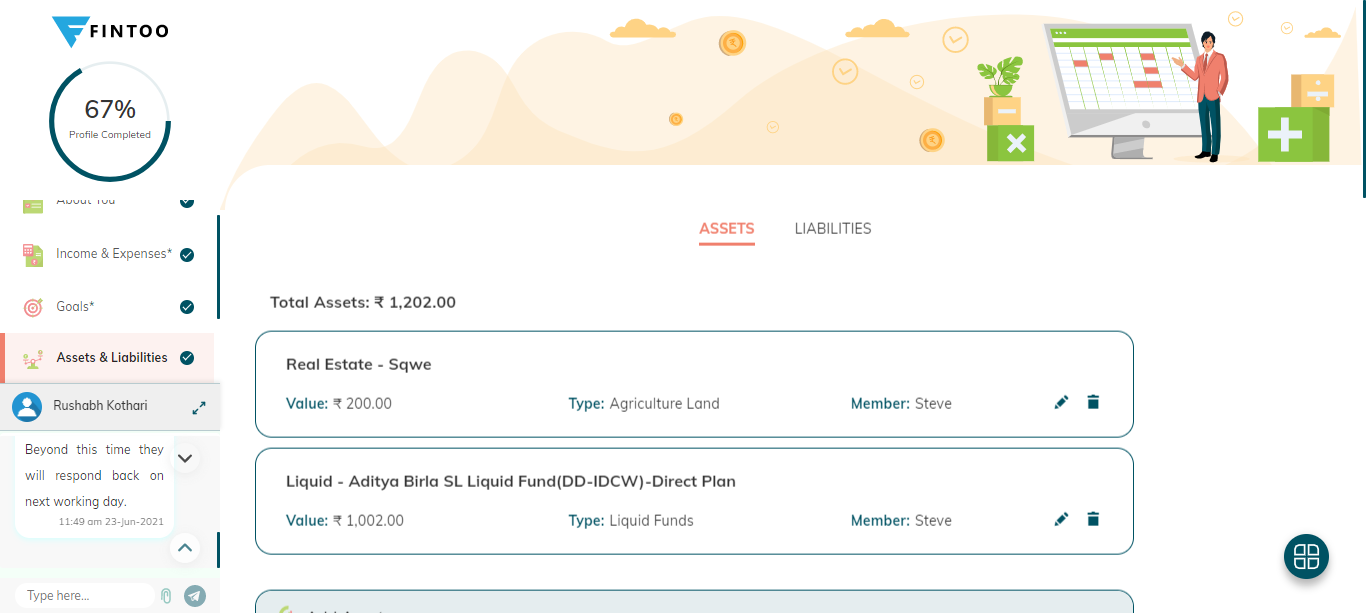 FINTOO
67%
Profile Completed
About You
Income & Expenses*
Goals*
Assets & Liabilities
Rushabh Kothari
Beyond this time they
will respond back on
next working day.
11:49 am 23-Jun-2021
Type here...
ASSETS LIABILITIES
Total Assets: ₹ 1,202.00
Real Estate - Sqwe
Value: ₹ 200.00 Type: Agriculture Land Member: Steve
Liquid - Aditya Birla SL Liquid Fund(DD-IDCW)-Direct Plan
Value: ₹ 1,002.00 Type: Liquid Funds Member: Steve